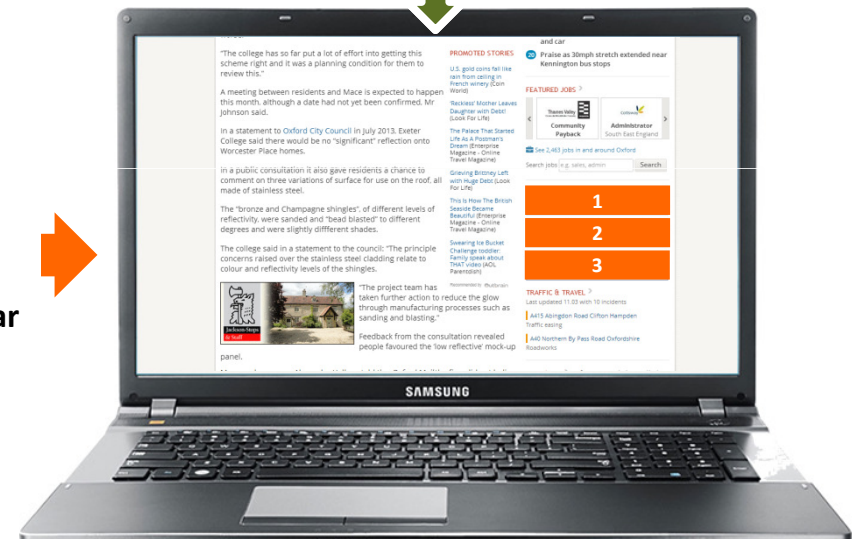 "The college has so far put a lot of effort into getting this
scheme right and it was a planning condition for them to
review this."
A meeting between residents and Mace is expected to happen
this month, although a date had not yet been confirmed, Mr
Johnson said.
In a statement to Oxford City Council in July 2013, Exeter
College said there would be no "significant" reflection onto
Worcester Place homes.
In a public consultation it also gave residents a chance to
comment on three variations of surface for use on the roof, all
made of stainless steel.
The "bronze and Champagne shingles", of different levels of
reflectivity, were sanded and "bead blasted" to different
degrees and were slightly diffferent shades.
The college said in a statement to the council: "The principle
concerns raised over the stainless steel cladding relate to
colour and reflectivity levels of the shingles.
Jackson-Stops
& Staff
"The project team has
taken further action to reduce the glow
through manufacturing processes such as
sanding and blasting."
Feedback from the consultation revealed
people favoured the 'low reflective' mock-up
panel.
PROMOTED STORIES
U.S. gold coins fall like
rain from ceiling in
French winery (Coin
World)
'Reckless' Mother Leaves
Daughter with Debt!
(Look For Life)
The Palace That Started
Life As A Postman's
Dream (Enterprise
Magazine - Online
Travel Magazine)
Grieving Brittney Left
with Huge Debt (Look
For Life)
This Is How The British
Seaside Became
Beautiful (Enterprise
Magazine - Online
Travel Magazine)
Swearing Ice Bucket
Challenge toddler:
Family speak about
THAT video (AOL
Parentdish)
and car
20 Praise as 30mph stretch extended near
Kennington bus stops
FEATURED JOBS >
<
Thames Valley
Community
Payback
Administrator
South East England
>
See 2,463 jobs in and around Oxford
Search jobs e.g. sales, admin Search
1
2
3
TRAFFIC & TRAVEL >
Last updated 11:03 with 10 incidents
A415 Abingdon Road Clifton Hampden
Traffic easing
A40 Northern By Pass Road Oxfordshire
Roadworks
SAMSUNG
ar